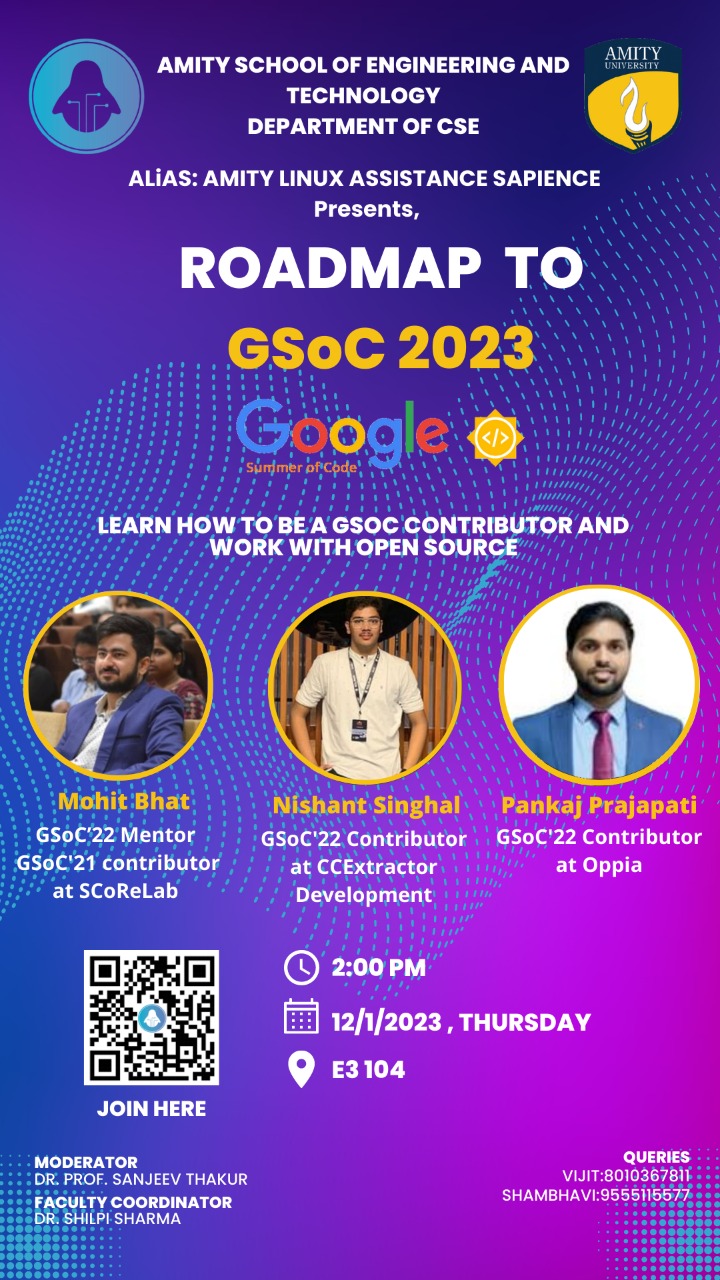 AMITY SCHOOL OF ENGINEERING AND
TECHNOLOGY
DEPARTMENT OF CSE
AMITY
UNIVERSITY
ALiAS: AMITY LINUX ASSISTANCE SAPIENCE
Presents,
ROADMAP TO
GSoC 2023
Google
Summer of Code
</>
LEARN HOW TO BE A GSOC CONTRIBUTOR AND
WORK WITH OPEN SOURCE
Mohit Bhat
GSoC'22 Mentor
GSoC'21 contributor
at SCoReLab
Nishant Singhal
GSoC'22 Contributor
at CCExtractor
Development
Pankaj Prajapati
GSoC'22 Contributor
at Oppia
JOIN HERE
2:00 PM
12/1/2023 , THURSDAY
E3 104
MODERATOR
DR. PROF. SANJEEV THAKUR
FACULTY COORDINATOR
DR. SHILPI SHARMA
QUERIES
VIJIT:8010367811
SHAMBHAVI:9555115577